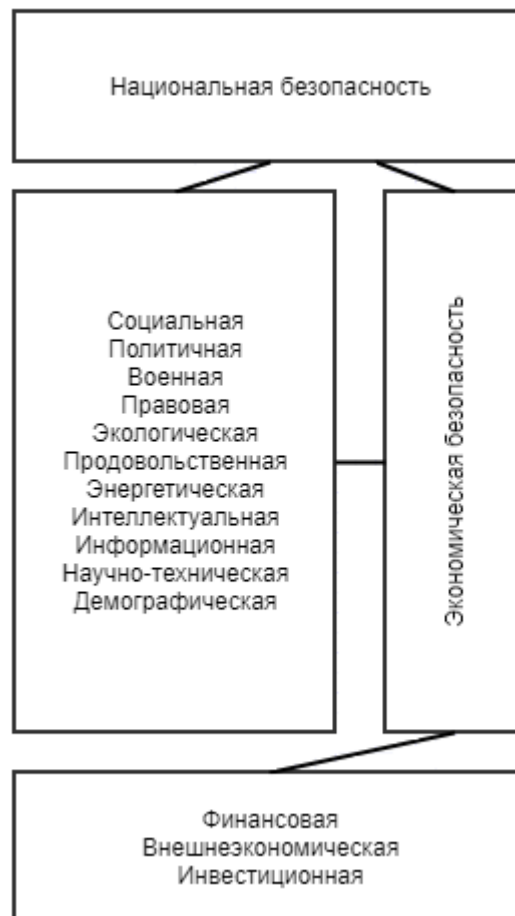 Национальная безопасность
Социальная
Политичная
Военная
Правовая
Экологическая
Продовольственная
Энергетическая
Интеллектуальная
Информационная
Научно-техническая
Демографическая
Экономическая безопасность
Финансовая
Внешнеэкономическая
Инвестиционная